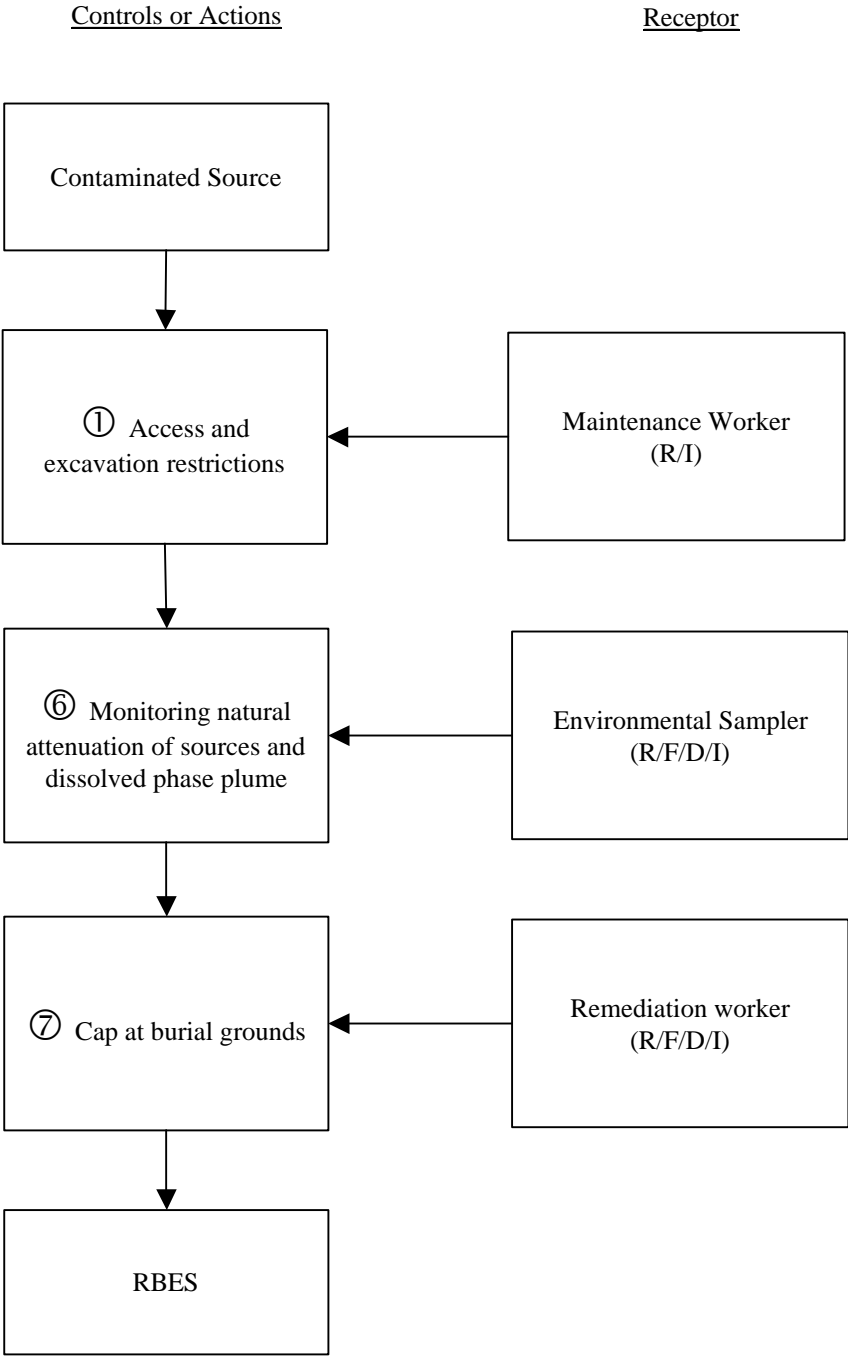 Controls or Actions
Receptor
Contaminated Source
① Access and
excavation restrictions
Maintenance Worker
(R/I)
⑥ Monitoring natural
attenuation of sources and
dissolved phase plume
Environmental Sampler
(R/F/D/I)
⑦ Cap at burial grounds
Remediation worker
(R/F/D/I)
RBES